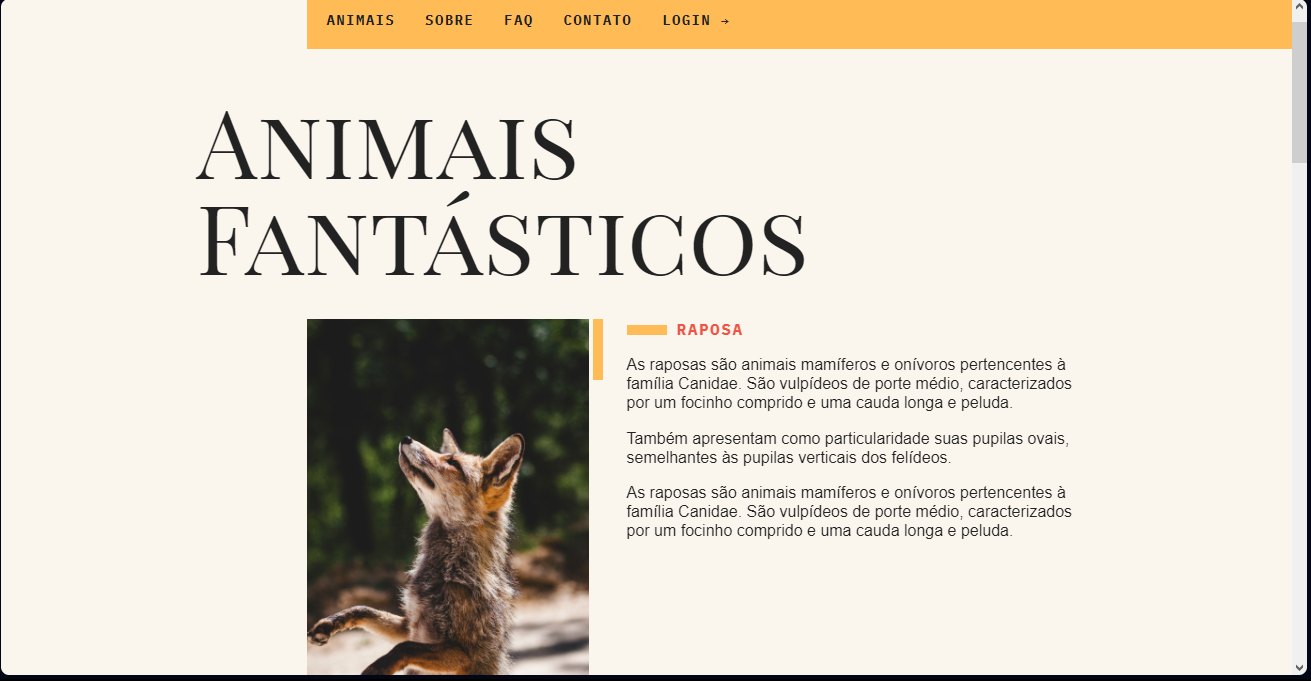 ANIMAIS SOBRE FAQ CONTATO LOGIN →
Animais
Fantásticos
RAPOSA
As raposas são animais mamíferos e onívoros pertencentes à
família Canidae. São vulpídeos de porte médio, caracterizados
por um focinho comprido e uma cauda longa e peluda.
Também apresentam como particularidade suas pupilas ovais,
semelhantes às pupilas verticais dos felídeos.
As raposas são animais mamíferos e onívoros pertencentes à
família Canidae. São vulpídeos de porte médio, caracterizados
por um focinho comprido e uma cauda longa e peluda.